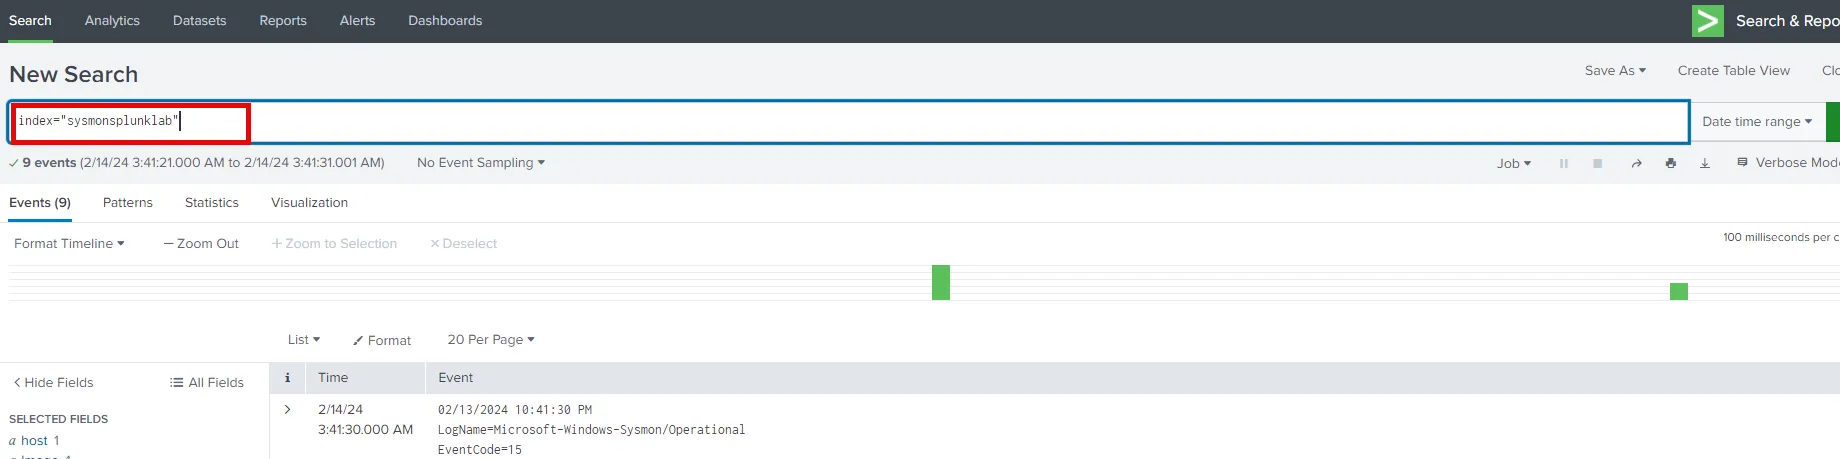 Search Analytics Datasets Reports Alerts Dashboards Search & Repo
New Search
Save As Create Table View Clo
index="sysmonsplunklab"
Date time range
9 events (2/14/24 3:41:21.000 AM to 2/14/24 3:41:31.001 AM) No Event Sampling Job Verbose Mode
Events (9) Patterns Statistics Visualization
Format Timeline — Zoom Out + Zoom to Selection × Deselect
100 milliseconds per c
List Format 20 Per Page
< Hide Fields All Fields
i Time Event
SELECTED FIELDS
a host 1
2/14/24
3:41:30.000 AM
02/13/2024 10:41:30 PM
LogName=Microsoft-Windows-Sysmon/Operational
EventCode=15